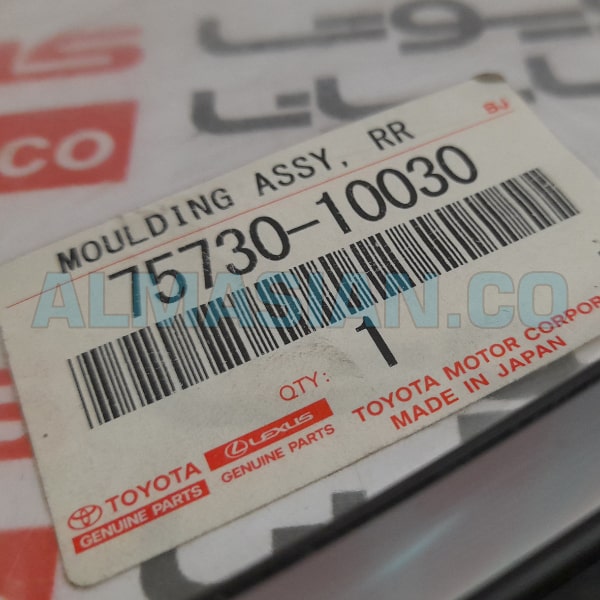 BJ
MOULDING ASSY, RR
75730-10030
ALMASIAN.CO
QTY: 1
TOYOTA MOTOR CORPOR
MADE IN JAPAN
TOYOTA
GENUINE PARTS
LEXUS
GENUINE PARTS
CO